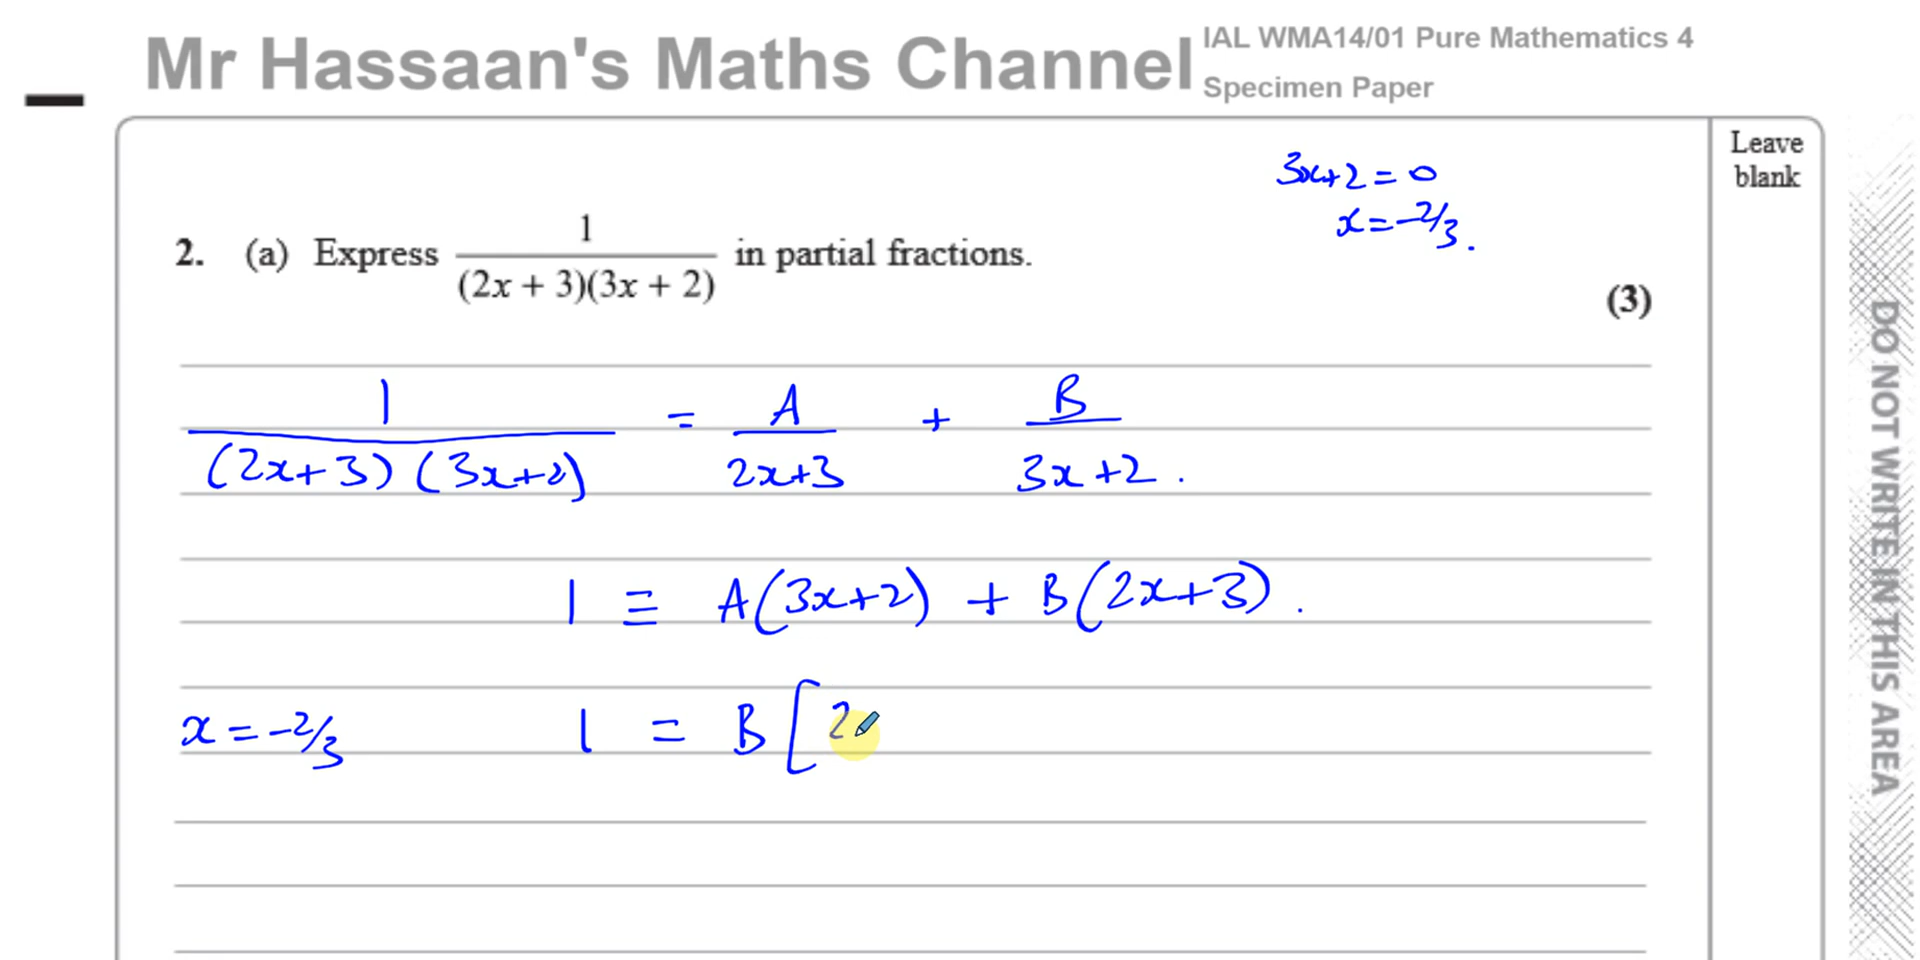 Mr Hassaan's Maths Channel
IAL WMA14/01 Pure Mathematics 4
Specimen Paper
Leave
blank
3x+2=0
x=-2/3.
2. (a) Express 1/((2x + 3)(3x + 2)) in partial fractions.
(3)
1/((2x+3)(3x+2)) = A/(2x+3) + B/(3x+2).
1 ≡ A(3x+2) + B(2x+3).
x=-2/3 1 = B[2
DO NOT WRITE IN THIS AREA